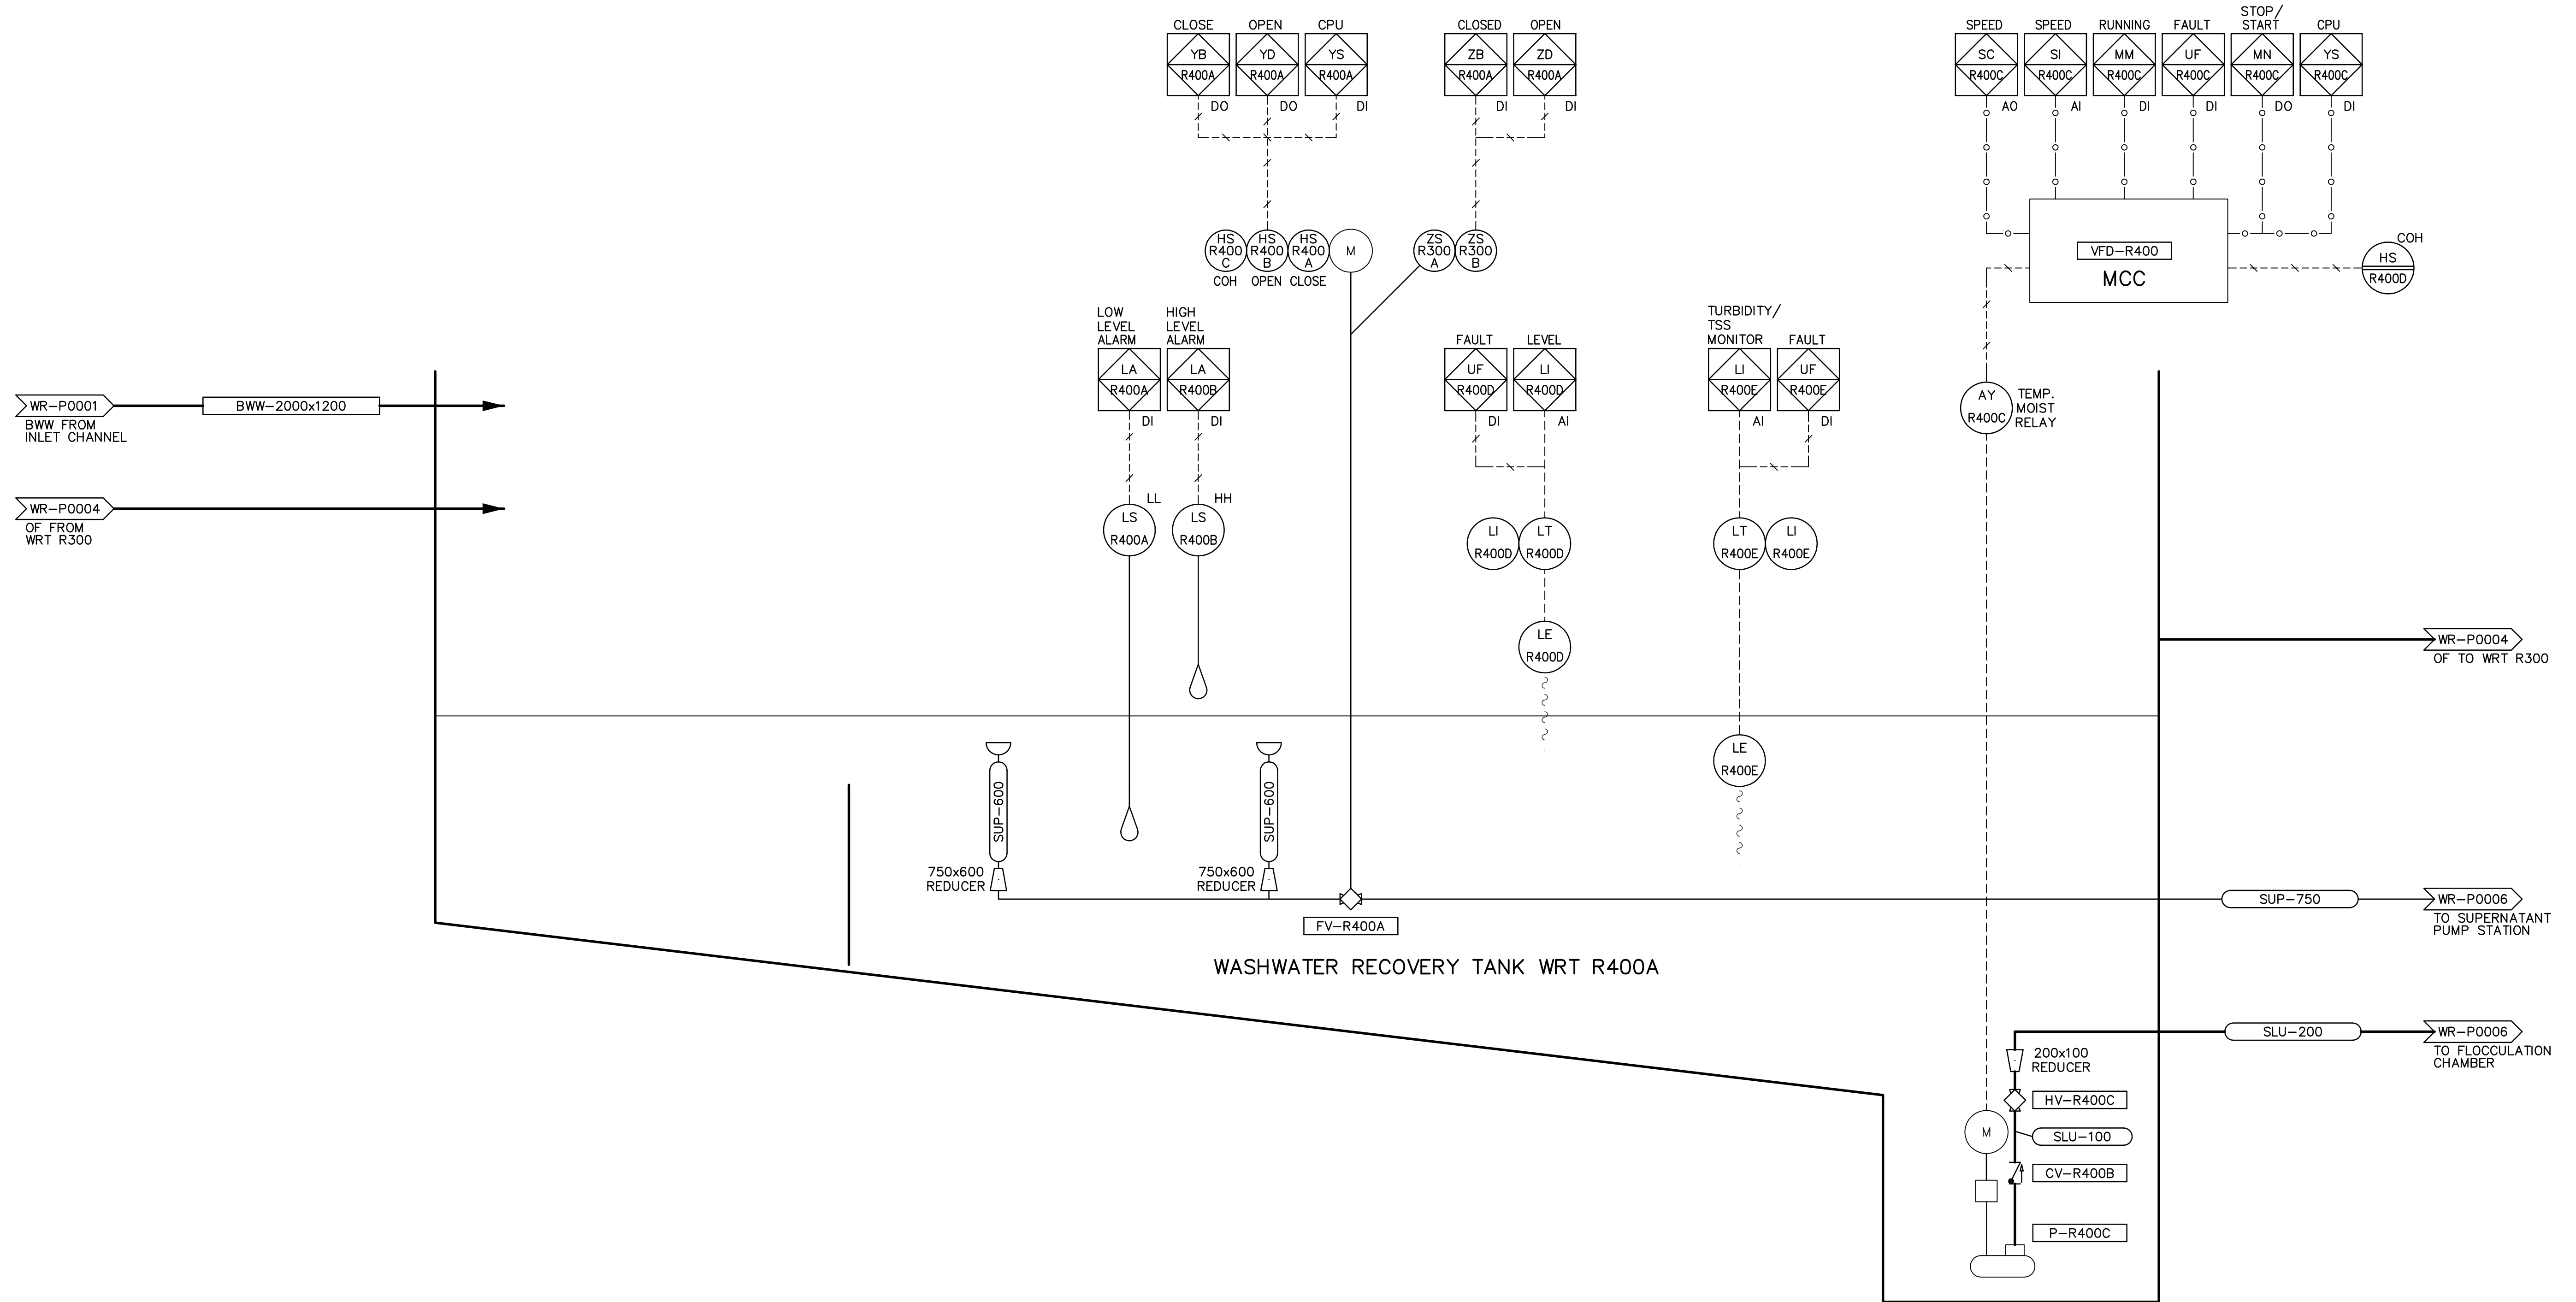 CLOSE
YB
R400A
DO
OPEN
YD
R400A
DO
CPU
YS
R400A
DI
CLOSED
ZB
R400A
DI
OPEN
ZD
R400A
DI
SPEED
SC
R400C
AO
SPEED
SI
R400C
AI
RUNNING
MM
R400C
DI
FAULT
UF
R400C
DI
STOP/
START
MN
R400C
DO
CPU
YS
R400C
DI
HS
R400
C
COH
HS
R400
B
OPEN
HS
R400
A
CLOSE
M
ZS
R300
A
ZS
R300
B
VFD-R400
MCC
COH
HS
R400D
LOW
LEVEL
ALARM
LA
R400A
DI
HIGH
LEVEL
ALARM
LA
R400B
DI
FAULT
UF
R400D
DI
LEVEL
LI
R400D
AI
TURBIDITY/
TSS
MONITOR
LI
R400E
AI
FAULT
UF
R400E
DI
AY
R400C
TEMP.
MOIST
RELAY
WR-P0001
BWW-2000x1200
BWW FROM
INLET CHANNEL
WR-P0004
OF FROM
WRT R300
LL
LS
R400A
HH
LS
R400B
LI
R400D
LT
R400D
LT
R400E
LI
R400E
LE
R400D
WR-P0004
OF TO WRT R300
LE
R400E
SUP-600
750x600
REDUCER
SUP-600
750x600
REDUCER
FV-R400A
SUP-750
WR-P0006
TO SUPERNATANT
PUMP STATION
WASHWATER RECOVERY TANK WRT R400A
SLU-200
WR-P0006
TO FLOCCULATION
CHAMBER
200x100
REDUCER
HV-R400C
M
SLU-100
CV-R400B
P-R400C